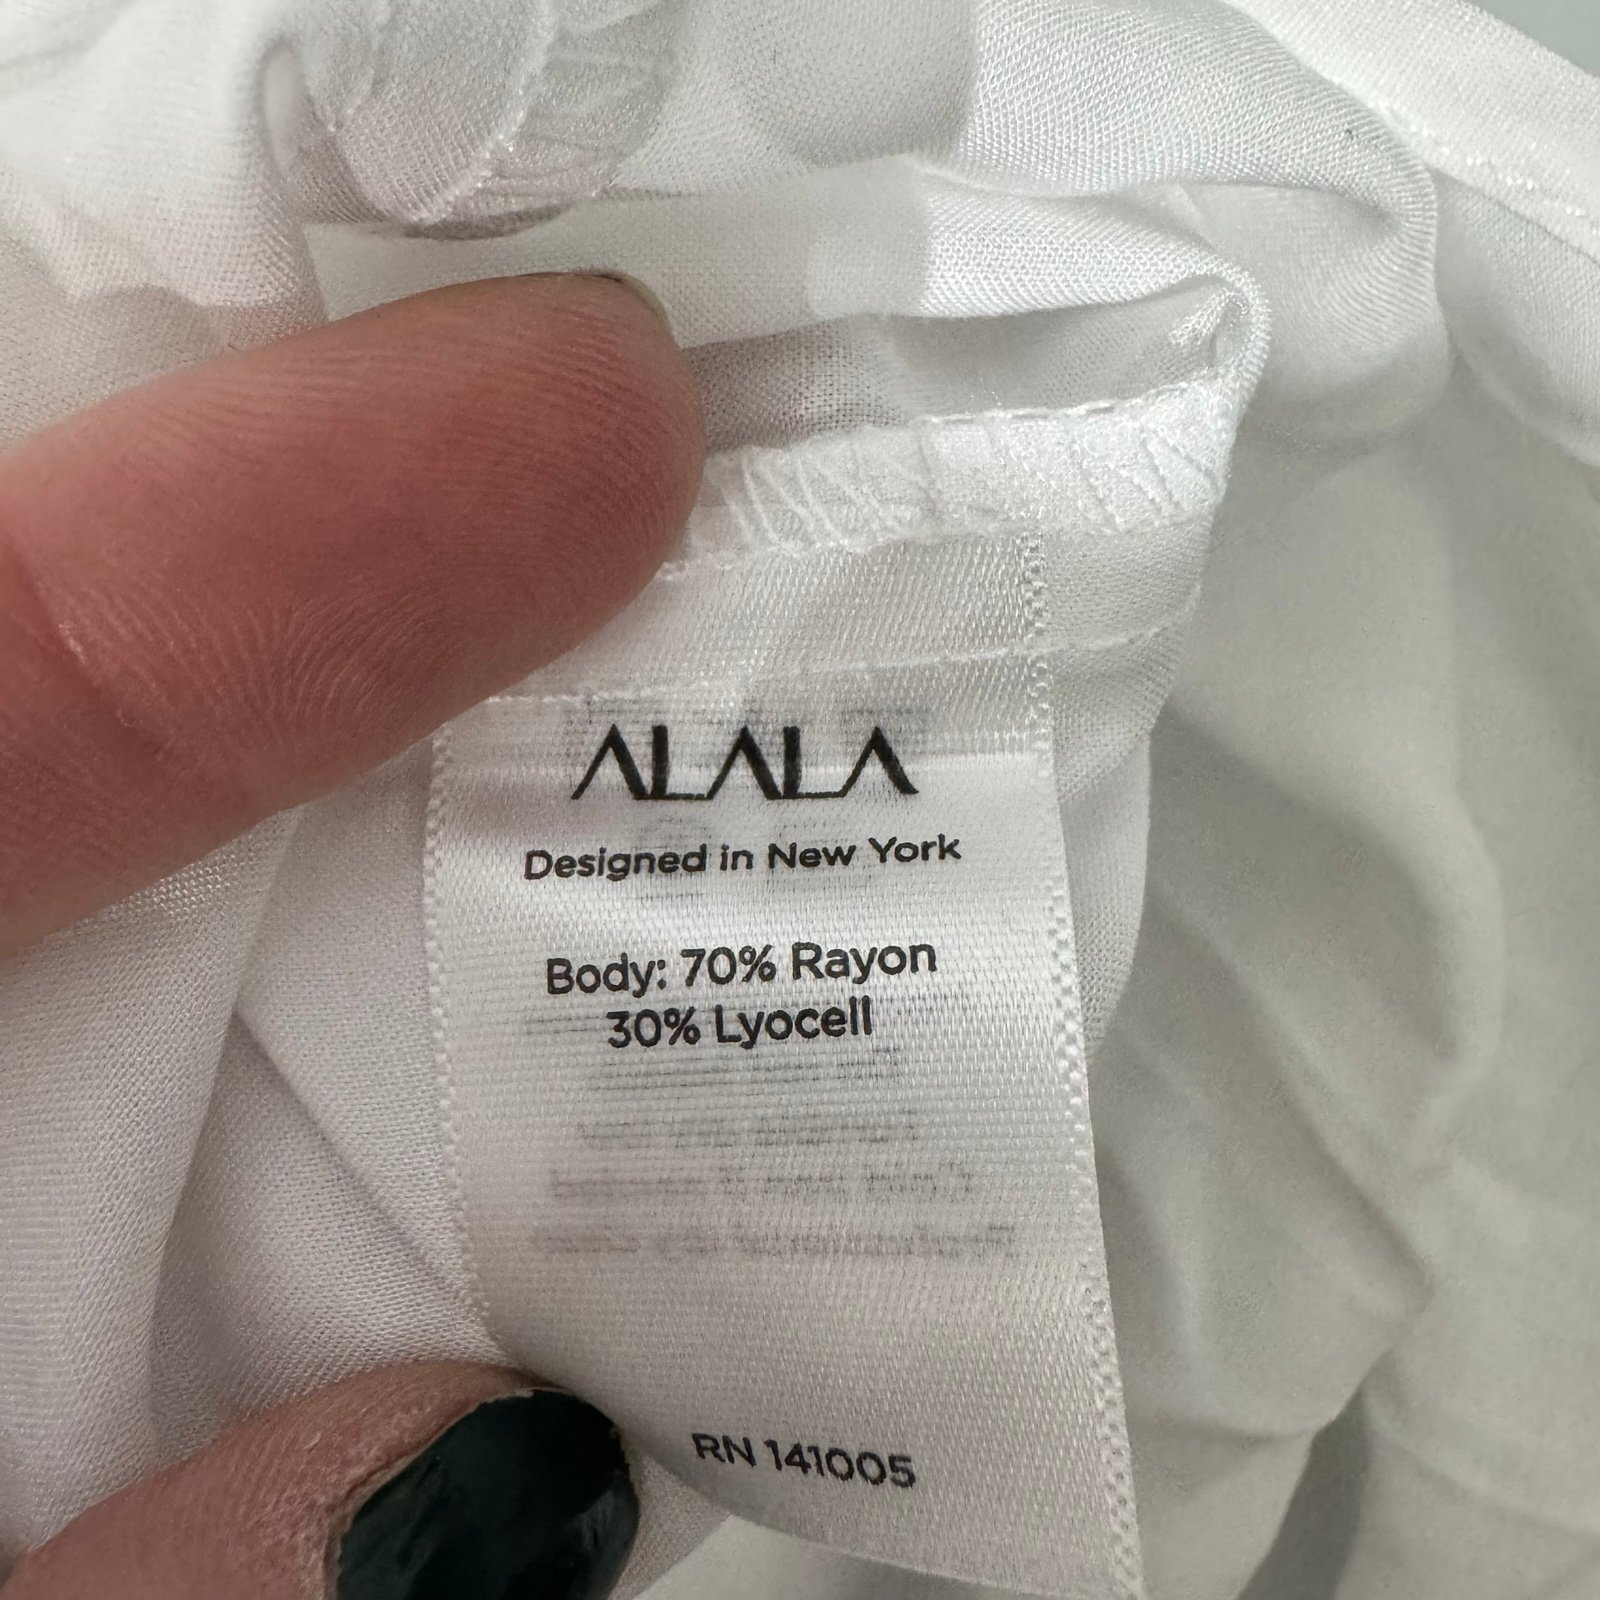 ALALA
Designed in New York
Body: 70% Rayon
30% Lyocell
RN 141005